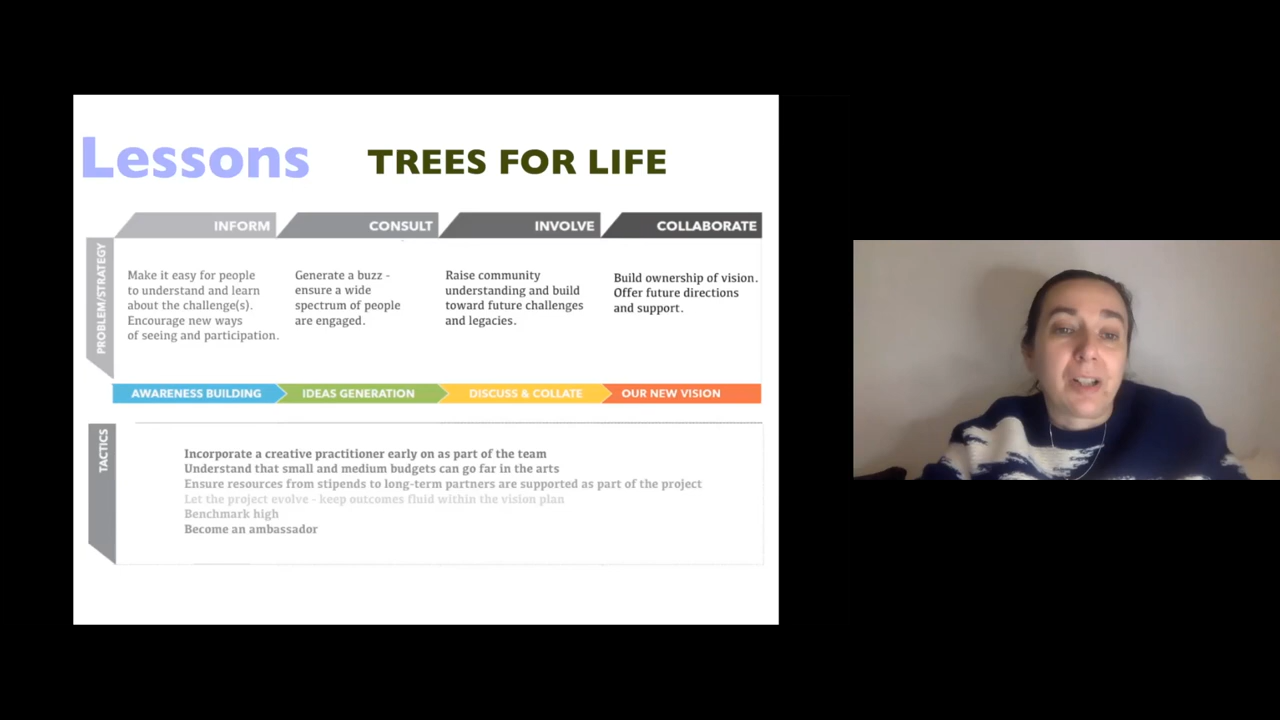 Lessons
TREES FOR LIFE
INFORM
CONSULT
INVOLVE
COLLABORATE
PROBLEM/STRATEGY
Make it easy for people
to understand and learn
about the challenge(s).
Encourage new ways
of seeing and participation.
Generate a buzz -
ensure a wide
spectrum of people
are engaged.
Raise community
understanding and build
toward future challenges
and legacies.
Build ownership of vision.
Offer future directions
and support.
AWARENESS BUILDING
IDEAS GENERATION
DISCUSS & COLLATE
OUR NEW VISION
TACTICS
Incorporate a creative practitioner early on as part of the team
Understand that small and medium budgets can go far in the arts
Ensure resources from stipends to long-term partners are supported as part of the project
Let the project evolve - keep outcomes fluid within the vision plan
Benchmark high
Become an ambassador